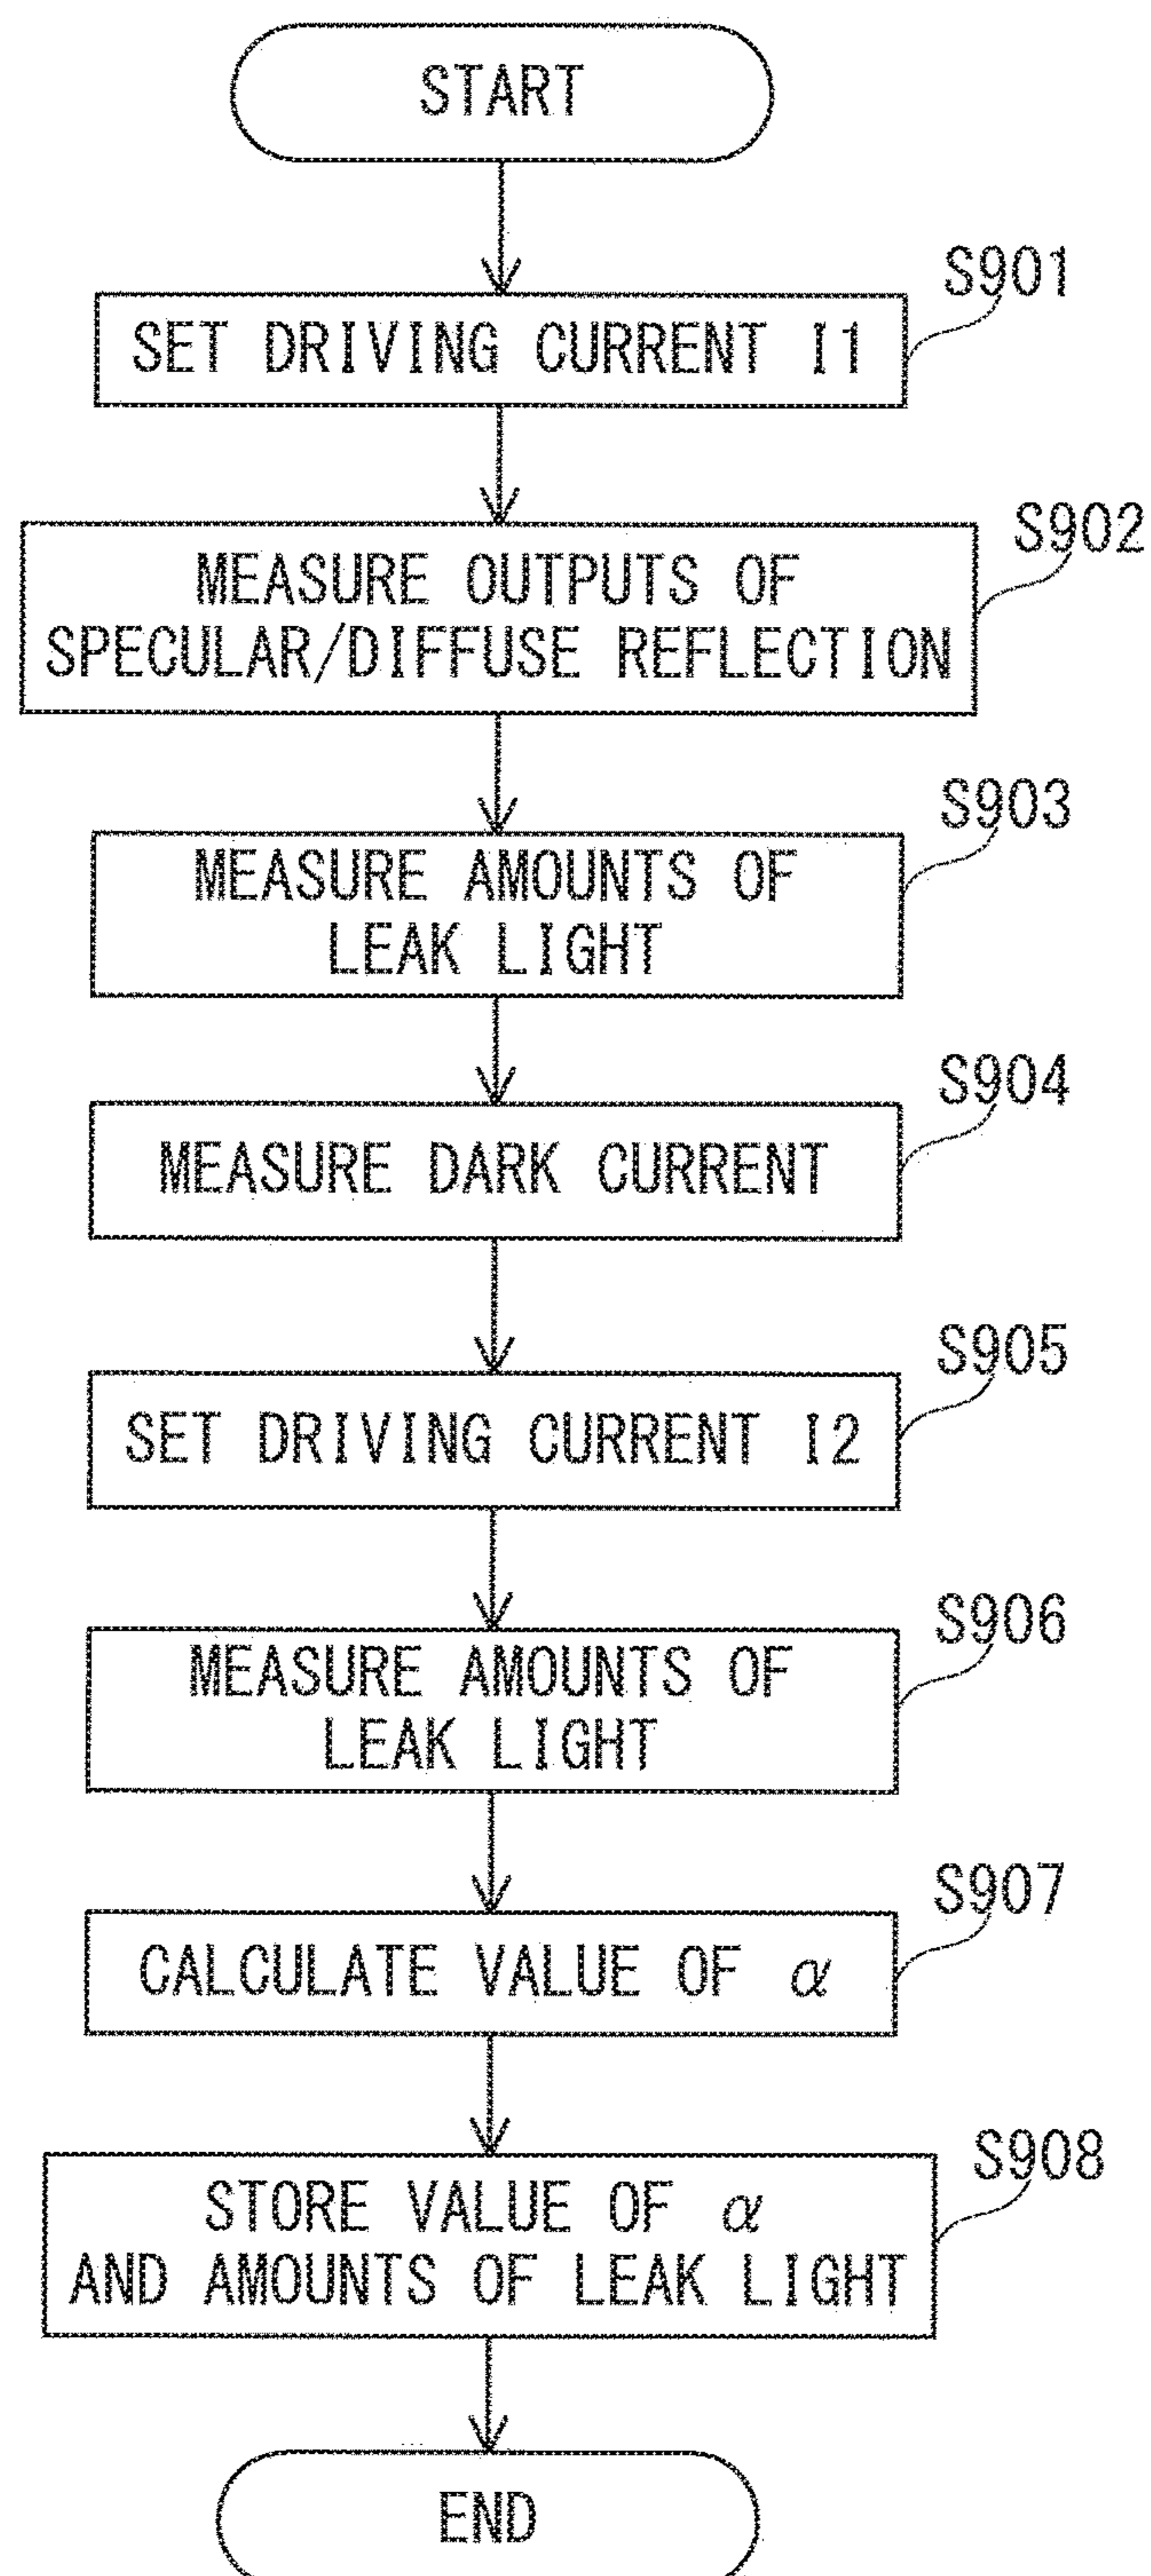 START
S901
SET DRIVING CURRENT I1
S902
MEASURE OUTPUTS OF
SPECULAR/DIFFUSE REFLECTION
S903
MEASURE AMOUNTS OF
LEAK LIGHT
S904
MEASURE DARK CURRENT
S905
SET DRIVING CURRENT I2
S906
MEASURE AMOUNTS OF
LEAK LIGHT
S907
CALCULATE VALUE OF α
S908
STORE VALUE OF α
AND AMOUNTS OF LEAK LIGHT
END